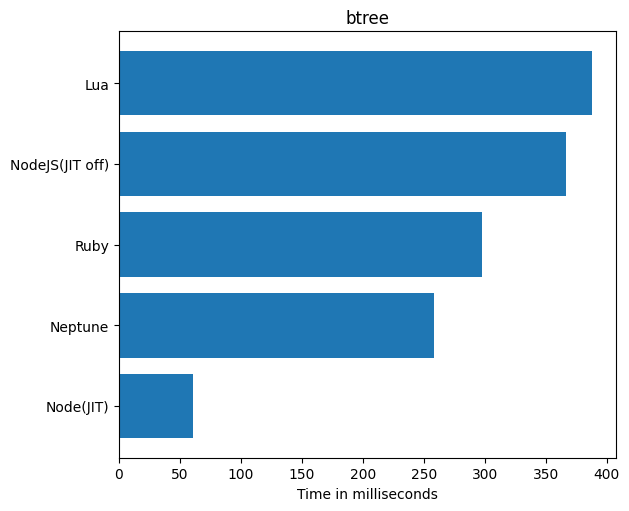 btree
Lua
NodeJS(JIT off)
Ruby
Neptune
Node(JIT)
0 50 100 150 200 250 300 350 400
Time in milliseconds